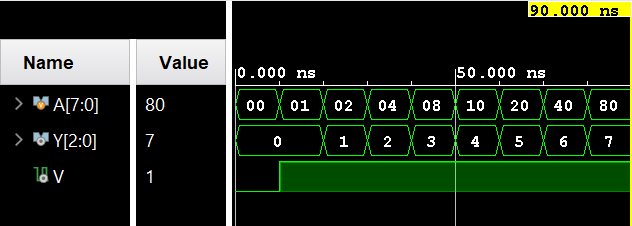 90.000 ns
Name Value
0.000 ns 50.000 ns
A[7:0] 80 00 01 02 04 08 10 20 40 80
Y[2:0] 7 0 1 2 3 4 5 6 7
V 1